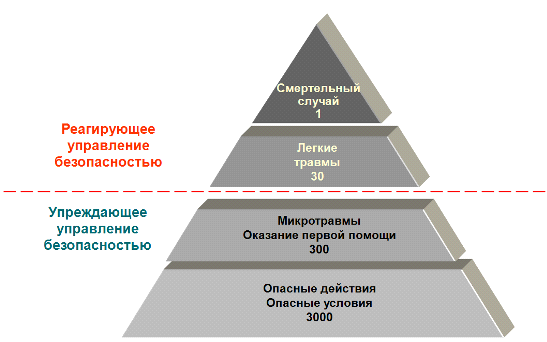 Смертельный
случай
1
Реагирующее
управление
безопасностью
Легкие
травмы
30
Упреждающее
управление
безопасностью
Микротравмы
Оказание первой помощи
300
Опасные действия
Опасные условия
3000